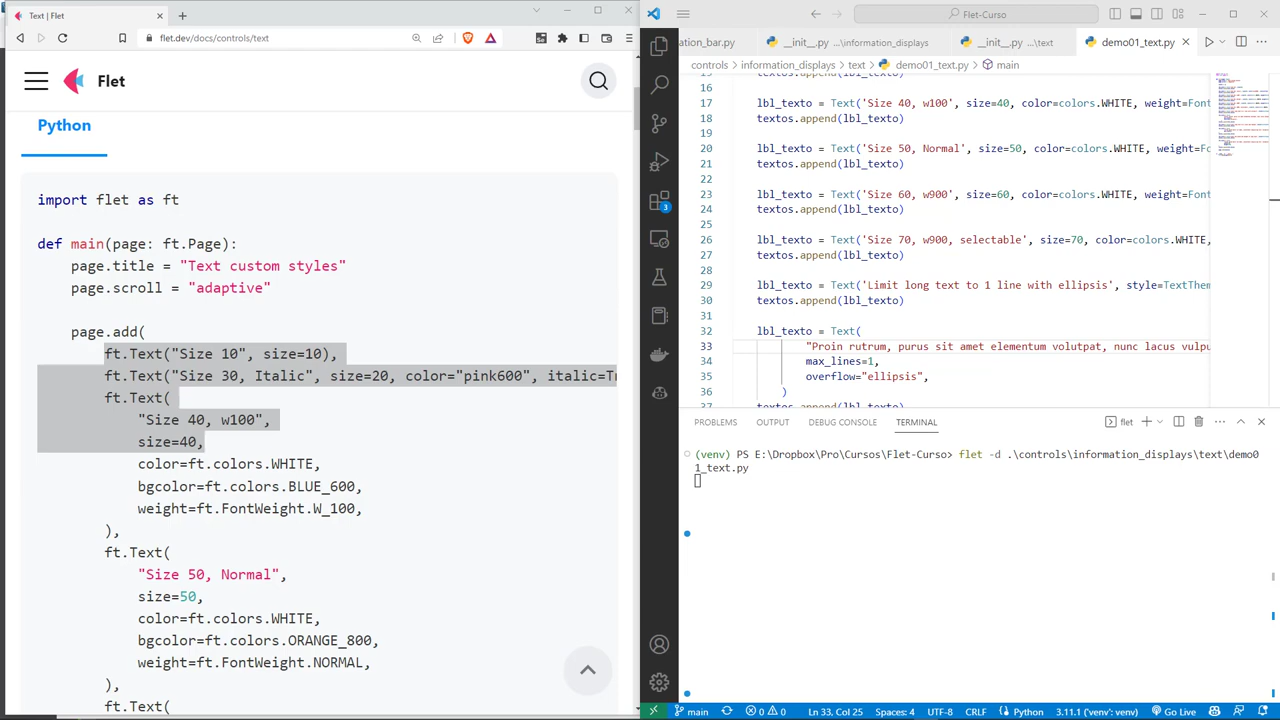 Text | Flet
flet.dev/docs/controls/text
Flet
Python
import flet as ft
def main(page: ft.Page):
page.title = "Text custom styles"
page.scroll = "adaptive"
page.add(
ft.Text("Size 10", size=10),
ft.Text("Size 30, Italic", size=20, color="pink600", italic=Tr
ft.Text(
"Size 40, w100",
size=40,
color=ft.colors.WHITE,
bgcolor=ft.colors.BLUE_600,
weight=ft.FontWeight.W_100,
),
ft.Text(
"Size 50, Normal",
size=50,
color=ft.colors.WHITE,
bgcolor=ft.colors.ORANGE_800,
weight=ft.FontWeight.NORMAL,
),
ft.Text(
Flet-Curso
ation_bar.py
__init__.py ...\information_displays
__init__.py ...\text
demo01_text.py
controls > information_displays > text > demo01_text.py > main
15 textos.append(lbl_texto)
16
17 lbl_texto = Text('Size 40, w100', size=40, color=colors.WHITE, weight=Font
18 textos.append(lbl_texto)
19
20 lbl_texto = Text('Size 50, Normal', size=50, color=colors.WHITE, weight=Fo
21 textos.append(lbl_texto)
22
23 lbl_texto = Text('Size 60, w900', size=60, color=colors.WHITE, weight=Font
24 textos.append(lbl_texto)
25
26 lbl_texto = Text('Size 70, w900, selectable', size=70, color=colors.WHITE,
27 textos.append(lbl_texto)
28
29 lbl_texto = Text('Limit long text to 1 line with ellipsis', style=TextThem
30 textos.append(lbl_texto)
31
32 lbl_texto = Text(
33 "Proin rutrum, purus sit amet elementum volutpat, nunc lacus vulpu
34 max_lines=1,
35 overflow="ellipsis",
36 )
37 textos.append(lbl_texto)
3
PROBLEMS OUTPUT DEBUG CONSOLE TERMINAL
flet
(venv) PS E:\Dropbox\Pro\Cursos\Flet-Curso> flet -d .\controls\information_displays\text\demo0
1_text.py
main 0 0 Ln 33, Col 25 Spaces: 4 UTF-8 CRLF Python 3.11.1 ('venv': venv) Go Live